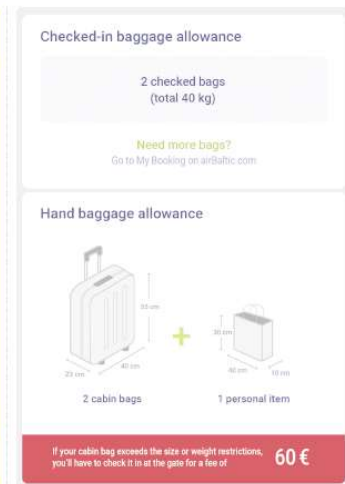 Checked-in baggage allowance
2 checked bags
(total 40 kg)
Need more bags?
Go to My Booking on airBaltic.com
Hand baggage allowance
55 cm
23 cm
40 cm
+
30 cm
40 cm
10 cm
2 cabin bags
1 personal item
If your cabin bag exceeds the size or weight restrictions,
you'll have to check it in at the gate for a fee of
60 €